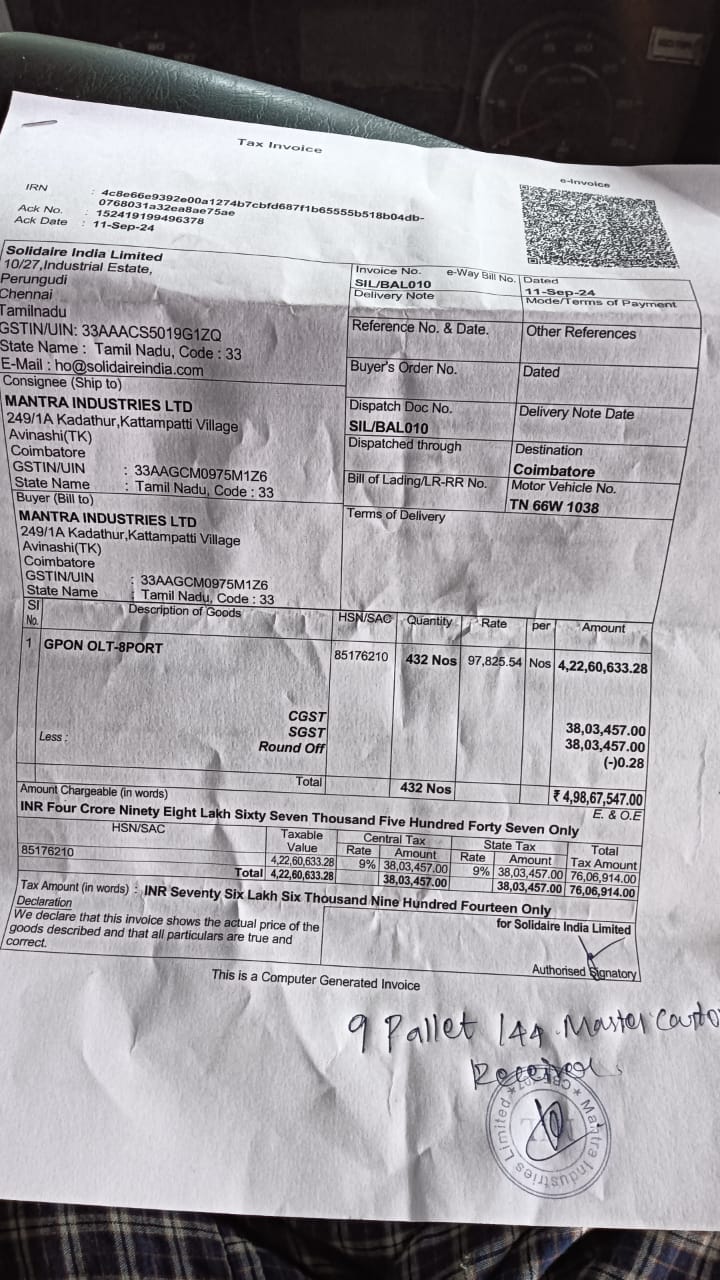 Tax Invoice
e-Invoice
IRN : 4c8e66e9392e00a1274b7cbfd687f1b65555b518b04db-
0768031a32ea8ae75ae
Ack No. : 152419199496378
Ack Date : 11-Sep-24
Solidaire India Limited
10/27,Industrial Estate,
Perungudi
Chennai
Tamilnadu
GSTIN/UIN: 33AAACS5019G1ZQ
State Name : Tamil Nadu, Code : 33
E-Mail : ho@solidaireindia.com
Invoice No. e-Way Bill No. Dated
SIL/BAL010 11-Sep-24
Delivery Note Mode/Terms of Payment
Reference No. & Date. Other References
Buyer's Order No. Dated
Dispatch Doc No. Delivery Note Date
SIL/BAL010
Dispatched through Destination
Coimbatore
Bill of Lading/LR-RR No. Motor Vehicle No.
TN 66W 1038
Terms of Delivery
Consignee (Ship to)
MANTRA INDUSTRIES LTD
249/1A Kadathur,Kattampatti Village
Avinashi(TK)
Coimbatore
GSTIN/UIN : 33AAGCM0975M1Z6
State Name : Tamil Nadu, Code : 33
Buyer (Bill to)
MANTRA INDUSTRIES LTD
249/1A Kadathur,Kattampatti Village
Avinashi(TK)
Coimbatore
GSTIN/UIN : 33AAGCM0975M1Z6
State Name : Tamil Nadu, Code : 33
Sl No. Description of Goods HSN/SAC Quantity Rate per Amount
1 GPON OLT-8PORT 85176210 432 Nos 97,825.54 Nos 4,22,60,633.28
CGST 38,03,457.00
SGST 38,03,457.00
Less : Round Off (-)0.28
Total 432 Nos ₹ 4,98,67,547.00
Amount Chargeable (in words) E. & O.E
INR Four Crore Ninety Eight Lakh Sixty Seven Thousand Five Hundred Forty Seven Only
HSN/SAC Taxable Value Central Tax State Tax Total Tax Amount
Rate Amount Rate Amount
85176210 4,22,60,633.28 9% 38,03,457.00 9% 38,03,457.00 76,06,914.00
Total 4,22,60,633.28 38,03,457.00 38,03,457.00 76,06,914.00
Tax Amount (in words) : INR Seventy Six Lakh Six Thousand Nine Hundred Fourteen Only
Declaration
We declare that this invoice shows the actual price of the
goods described and that all particulars are true and
correct.
for Solidaire India Limited
Authorised Signatory
This is a Computer Generated Invoice
9 Pallet 144 Master Carto
Received
Mantra Industries Limited